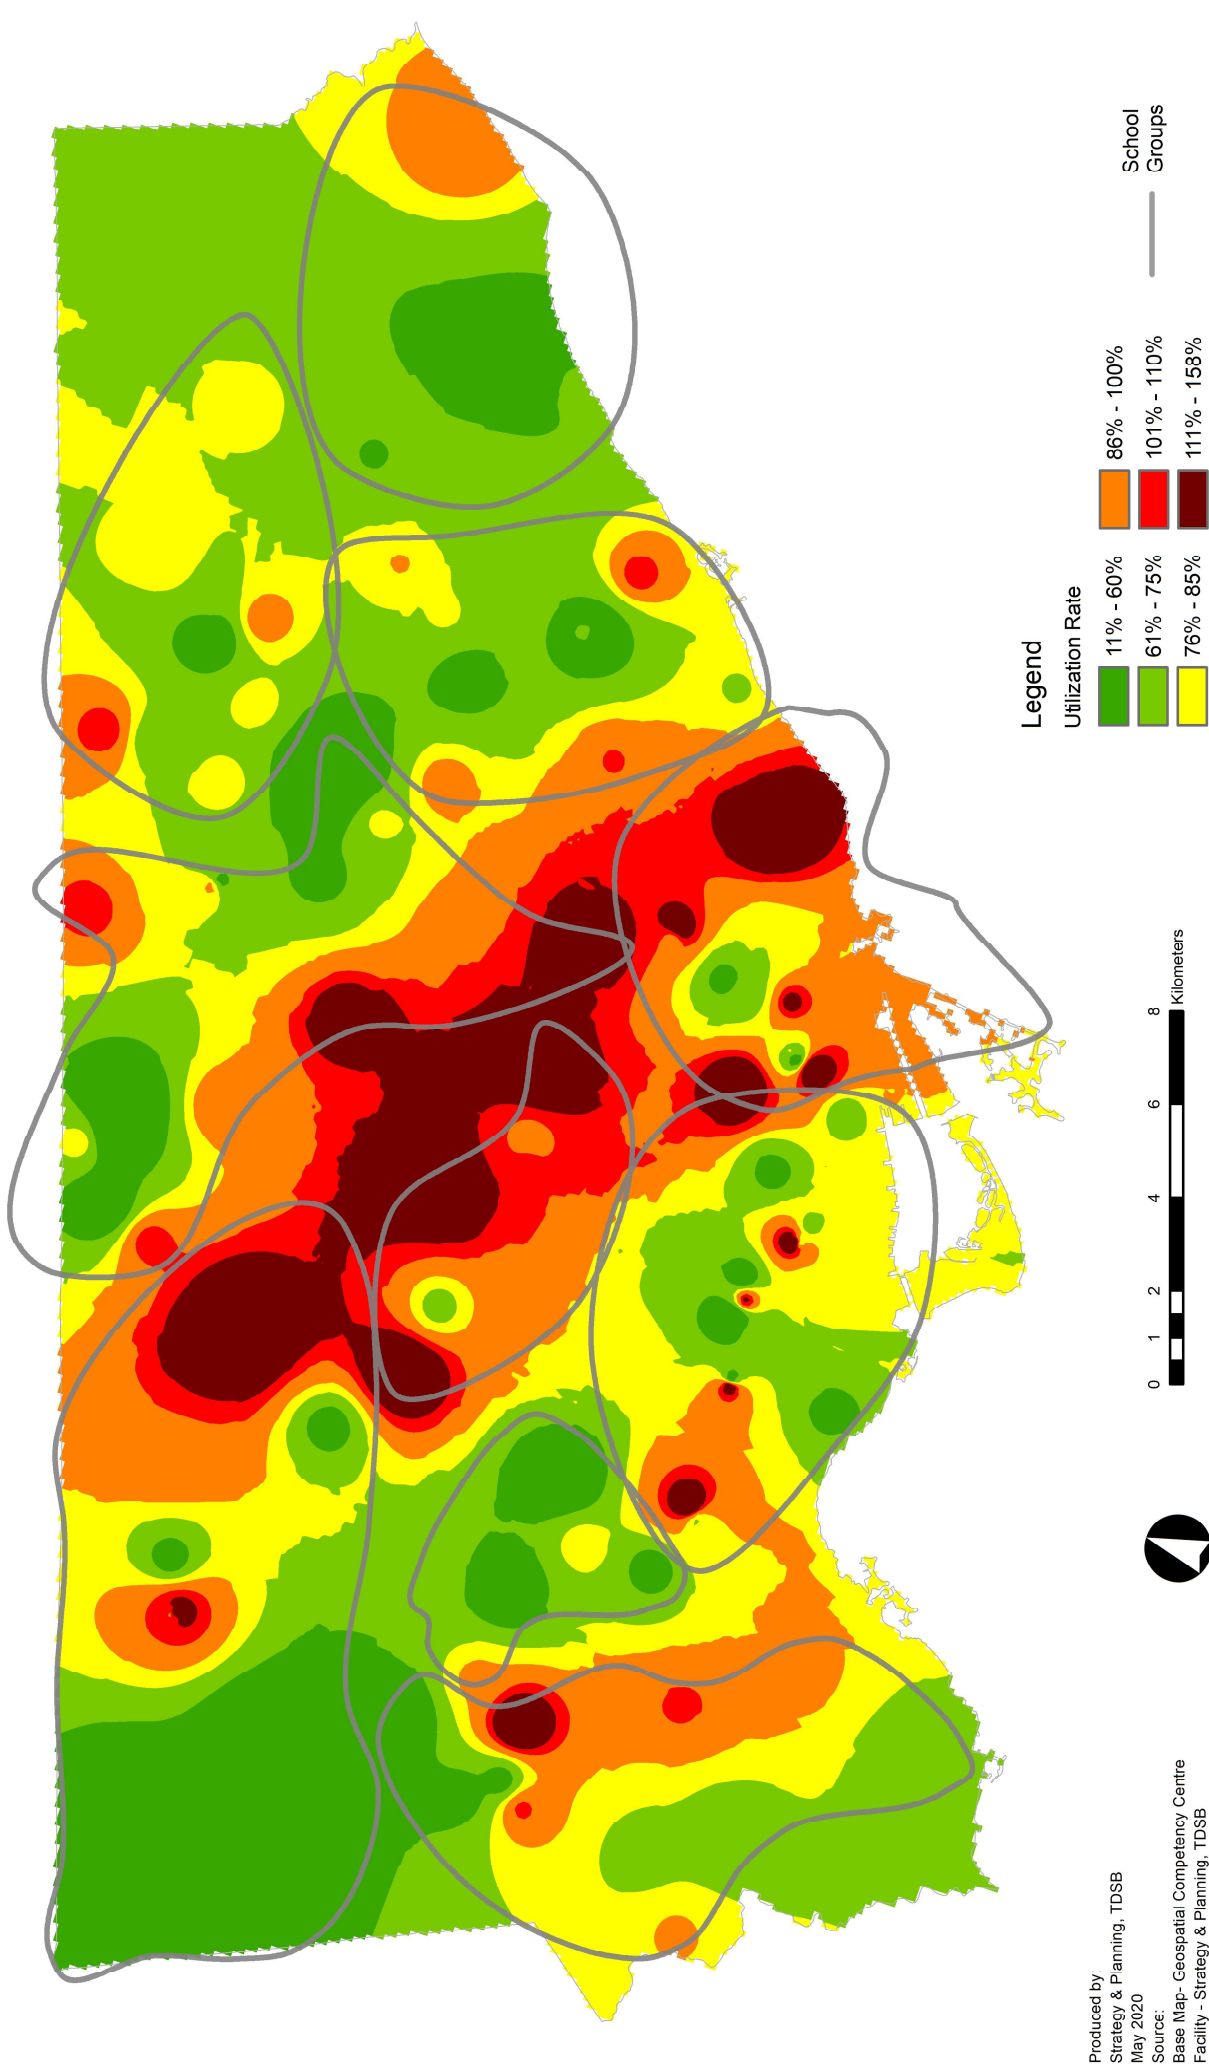 Produced by:
Strategy & Planning, TDSB
May 2020
Source:
Base Map- Geospatial Competency Centre
Facility - Strategy & Planning, TDSB
0 1 2 4 6 8
Kilometers
Legend
Utilization Rate
11% - 60%
61% - 75%
76% - 85%
86% - 100%
101% - 110%
111% - 158%
School
Groups